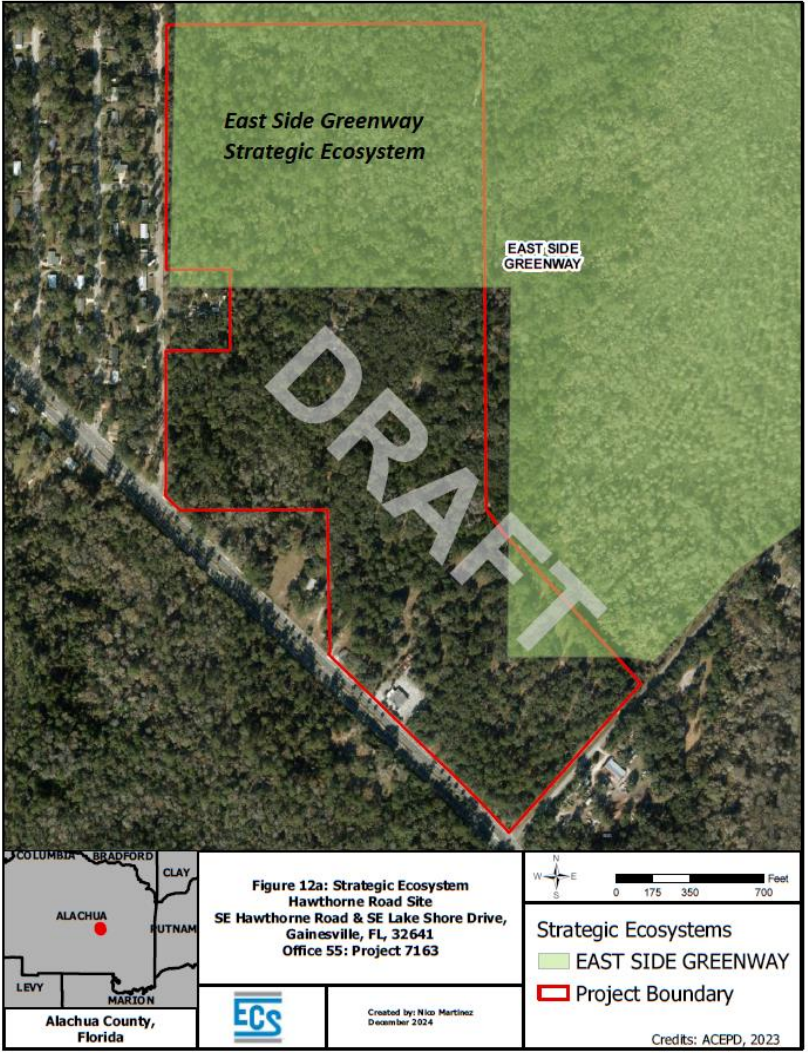 East Side Greenway
Strategic Ecosystem
EAST SIDE
GREENWAY
DRAFT
COLUMBIA
BRADFORD
CLAY
ALACHUA
PUTNAM
LEVY
MARION
Alachua County,
Florida
Figure 12a: Strategic Ecosystem
Hawthorne Road Site
SE Hawthorne Road & SE Lake Shore Drive,
Gainesville, FL, 32641
Office 55: Project 7163
ECS
Created by: Nico Martinez
December 2024
N
W E
S
Feet
0 175 350 700
Strategic Ecosystems
EAST SIDE GREENWAY
Project Boundary
Credits: ACEPD, 2023